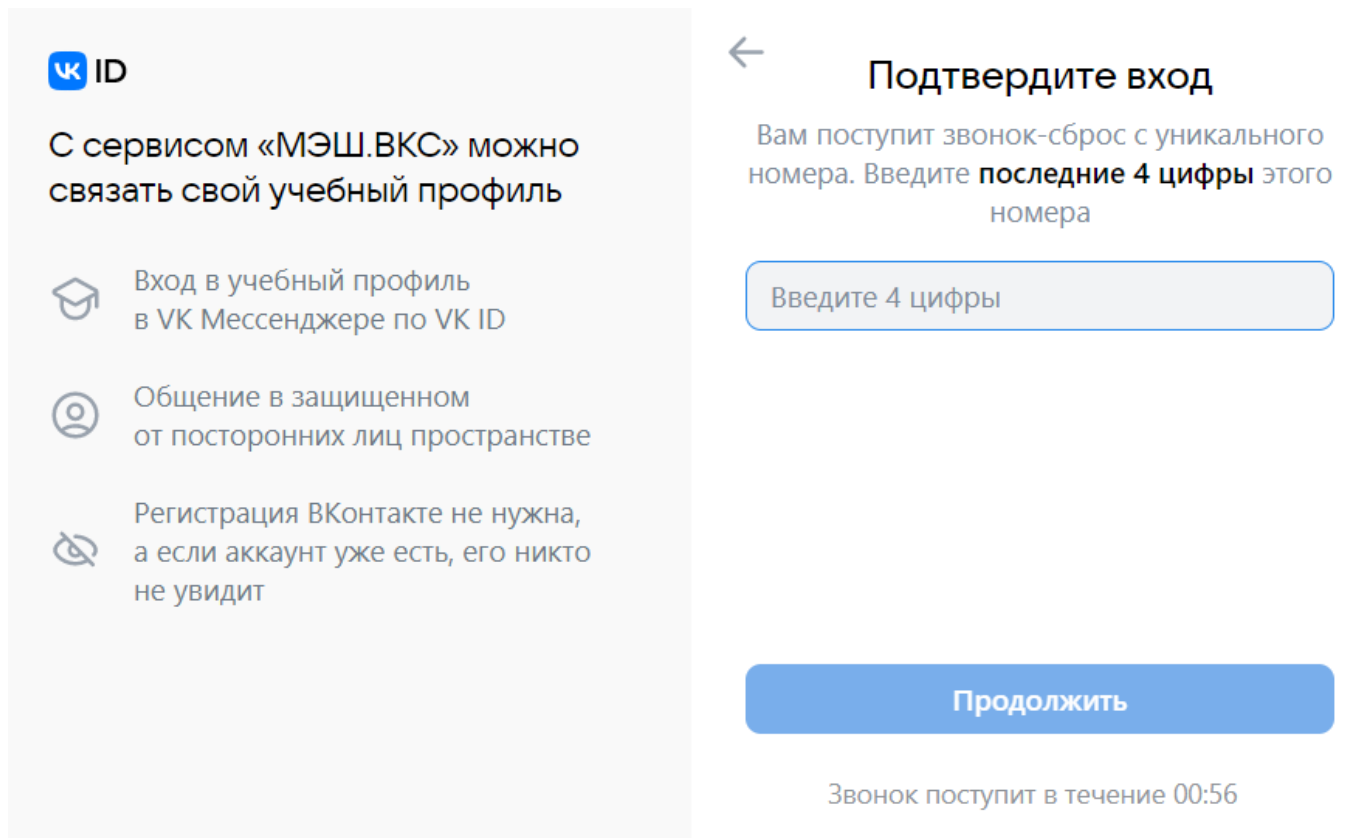 VK ID
С сервисом «МЭШ.ВКС» можно
связать свой учебный профиль
Вход в учебный профиль
в VK Мессенджере по VK ID
Общение в защищенном
от посторонних лиц пространстве
Регистрация ВКонтакте не нужна,
а если аккаунт уже есть, его никто
не увидит
Подтвердите вход
Вам поступит звонок-сброс с уникального
номера. Введите последние 4 цифры этого
номера
Введите 4 цифры
Продолжить
Звонок поступит в течение 00:56